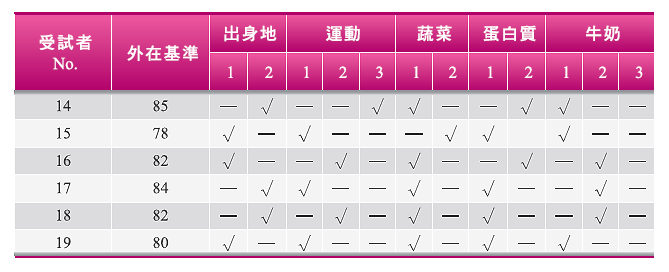 受試者 No. 外在基準 出身地 運動 蔬菜 蛋白質 牛奶
1 2 1 2 3 1 2 1 2 1 2 3
14 85 — √ — — √ √ — — √ √ — —
15 78 √ — √ — — — √ √ √ — —
16 82 √ — — √ — √ — — √ — √ —
17 84 — √ √ — — √ — √ — — √ —
18 82 — √ — √ — √ — √ — — √ —
19 80 √ — √ — — √ — √ — √ — —